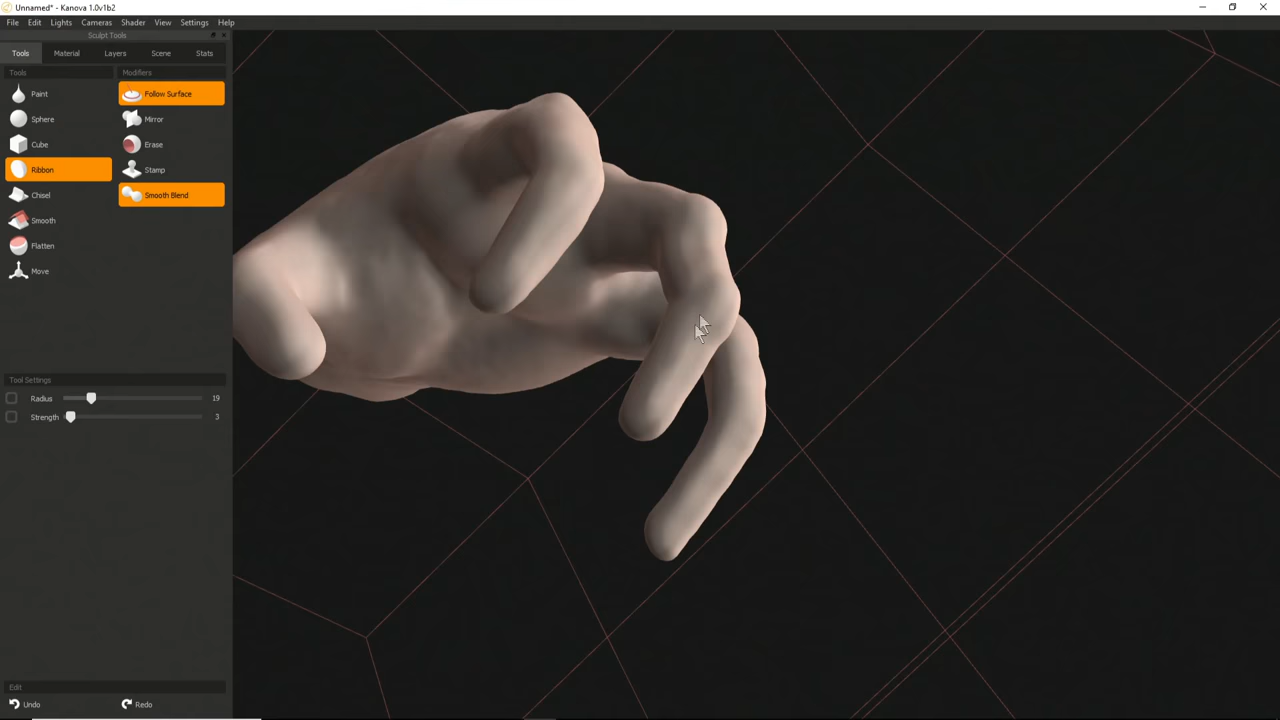 Unnamed* - Kanova 1.0v1b2
File Edit Lights Cameras Shader View Settings Help
Sculpt Tools
Tools Material Layers Scene Stats
Tools Modifiers
Paint Follow Surface
Sphere Mirror
Cube Erase
Ribbon Stamp
Chisel Smooth Blend
Smooth
Flatten
Move
Tool Settings
Radius 19
Strength 3
Edit
Undo Redo